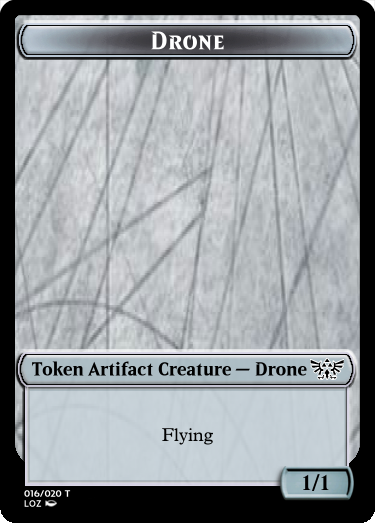 Drone
Token Artifact Creature — Drone
Flying
1/1
016/020 T
LOZ